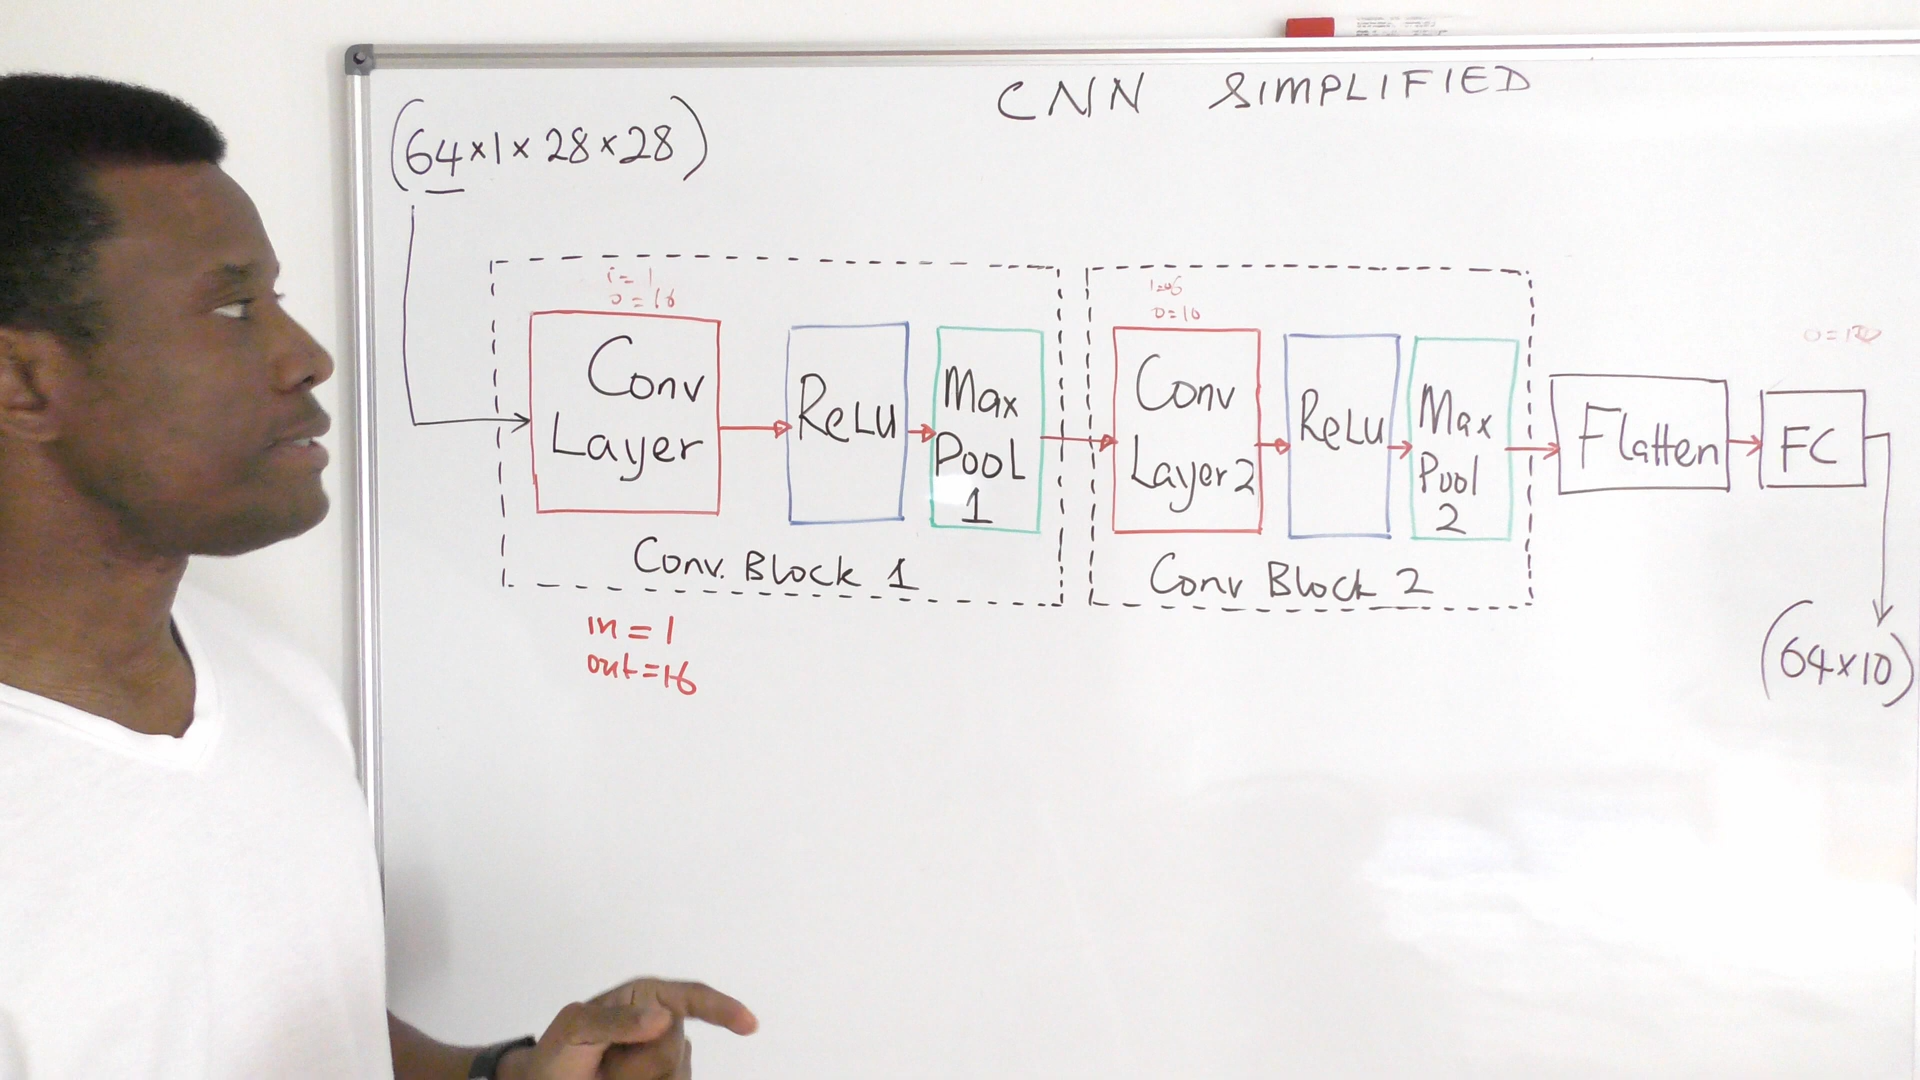 CNN SIMPLIFIED
(64×1×28×28)
i=1
o=16
o=10
Conv
Layer
ReLU
Max
Pool
1
Conv
Layer2
ReLU
Max
Pool
2
Flatten
FC
Conv. Block 1
Conv Block 2
in=1
out=16
(64×10)